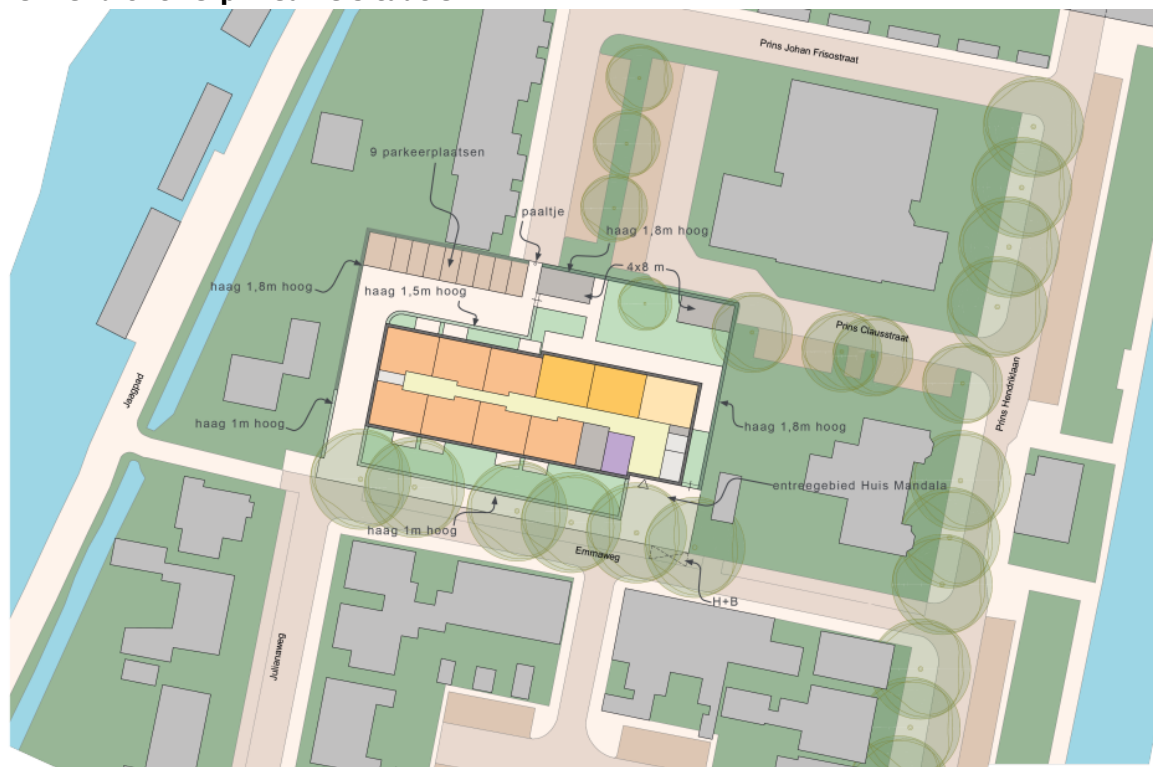 Prins Johan Frisostraat
9 parkeerplaatsen
paaltje
haag 1,8m hoog
4x8 m
haag 1,8m hoog
haag 1,5m hoog
Prins Clausstraat
Jaagpad
Prins Hendriklaan
haag 1m hoog
haag 1,8m hoog
entreegebied Huis Mandala
haag 1m hoog
Emmaweg
H+B
Julianaweg